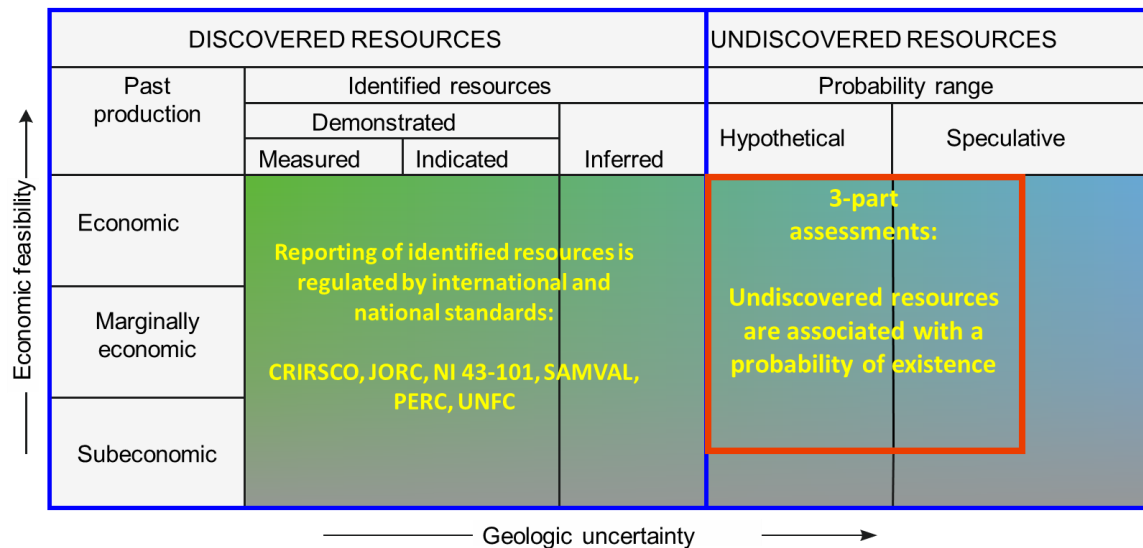 DISCOVERED RESOURCES
UNDISCOVERED RESOURCES
Past
production
Identified resources
Probability range
Demonstrated
Hypothetical
Speculative
Measured
Indicated
Inferred
Economic feasibility
Economic
Marginally
economic
Subeconomic
Reporting of identified resources is
regulated by international and
national standards:
CRIRSCO, JORC, NI 43-101, SAMVAL,
PERC, UNFC
3-part
assessments:
Undiscovered resources
are associated with a
probability of existence
Geologic uncertainty